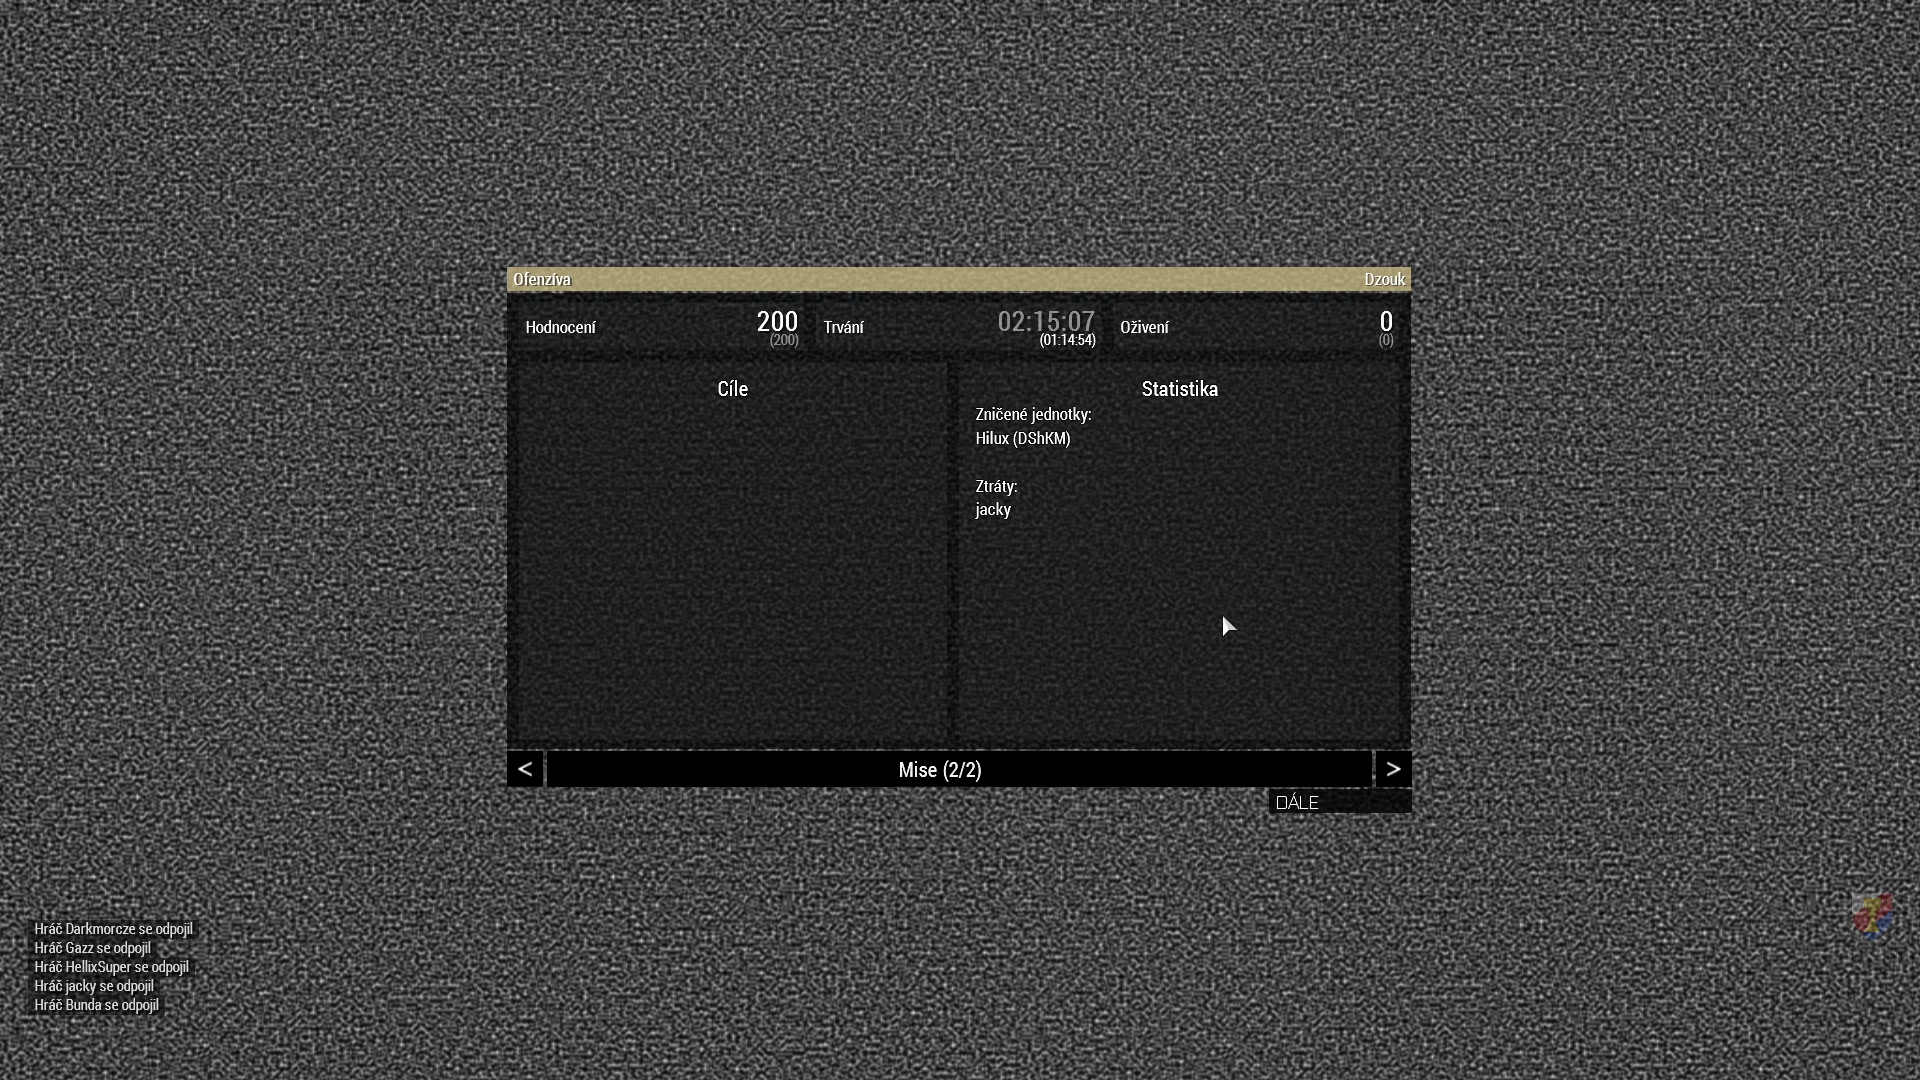 Ofenzíva Dzouk
Hodnocení 200 (200) Trvání 02:15:07 (01:14:54) Oživení 0 (0)
Cíle
Statistika
Zničené jednotky:
Hilux (DShKM)
Ztráty:
jacky
< Mise (2/2) >
DÁLE
Hráč Darkmorcze se odpojil
Hráč Gazz se odpojil
Hráč HellixSuper se odpojil
Hráč jacky se odpojil
Hráč Bunda se odpojil